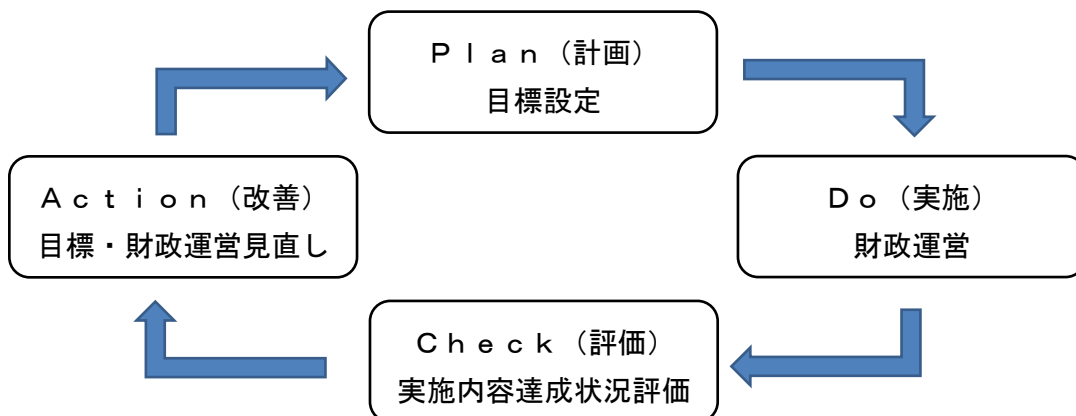 Ｐｌａｎ（計画）
目標設定
Ｄｏ（実施）
財政運営
Ｃｈｅｃｋ（評価）
実施内容達成状況評価
Ａｃｔｉｏｎ（改善）
目標・財政運営見直し